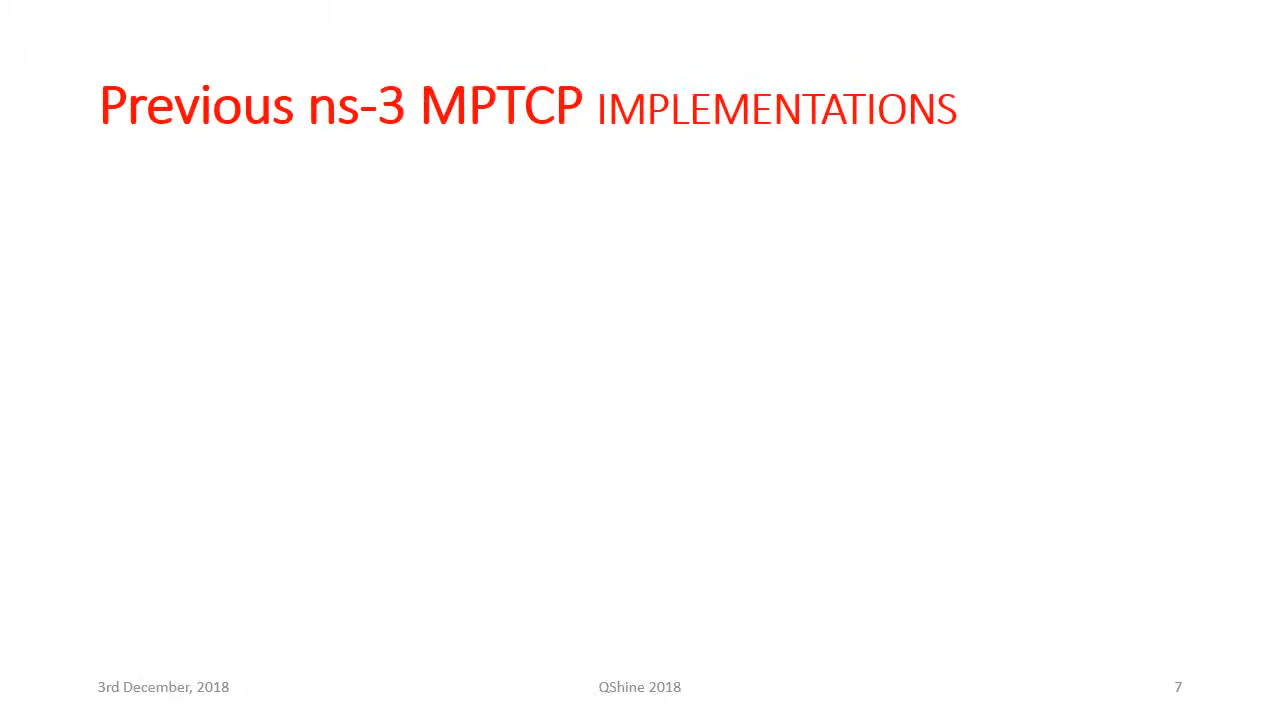 Previous ns-3 MPTCP IMPLEMENTATIONS
3rd December, 2018
QShine 2018
7